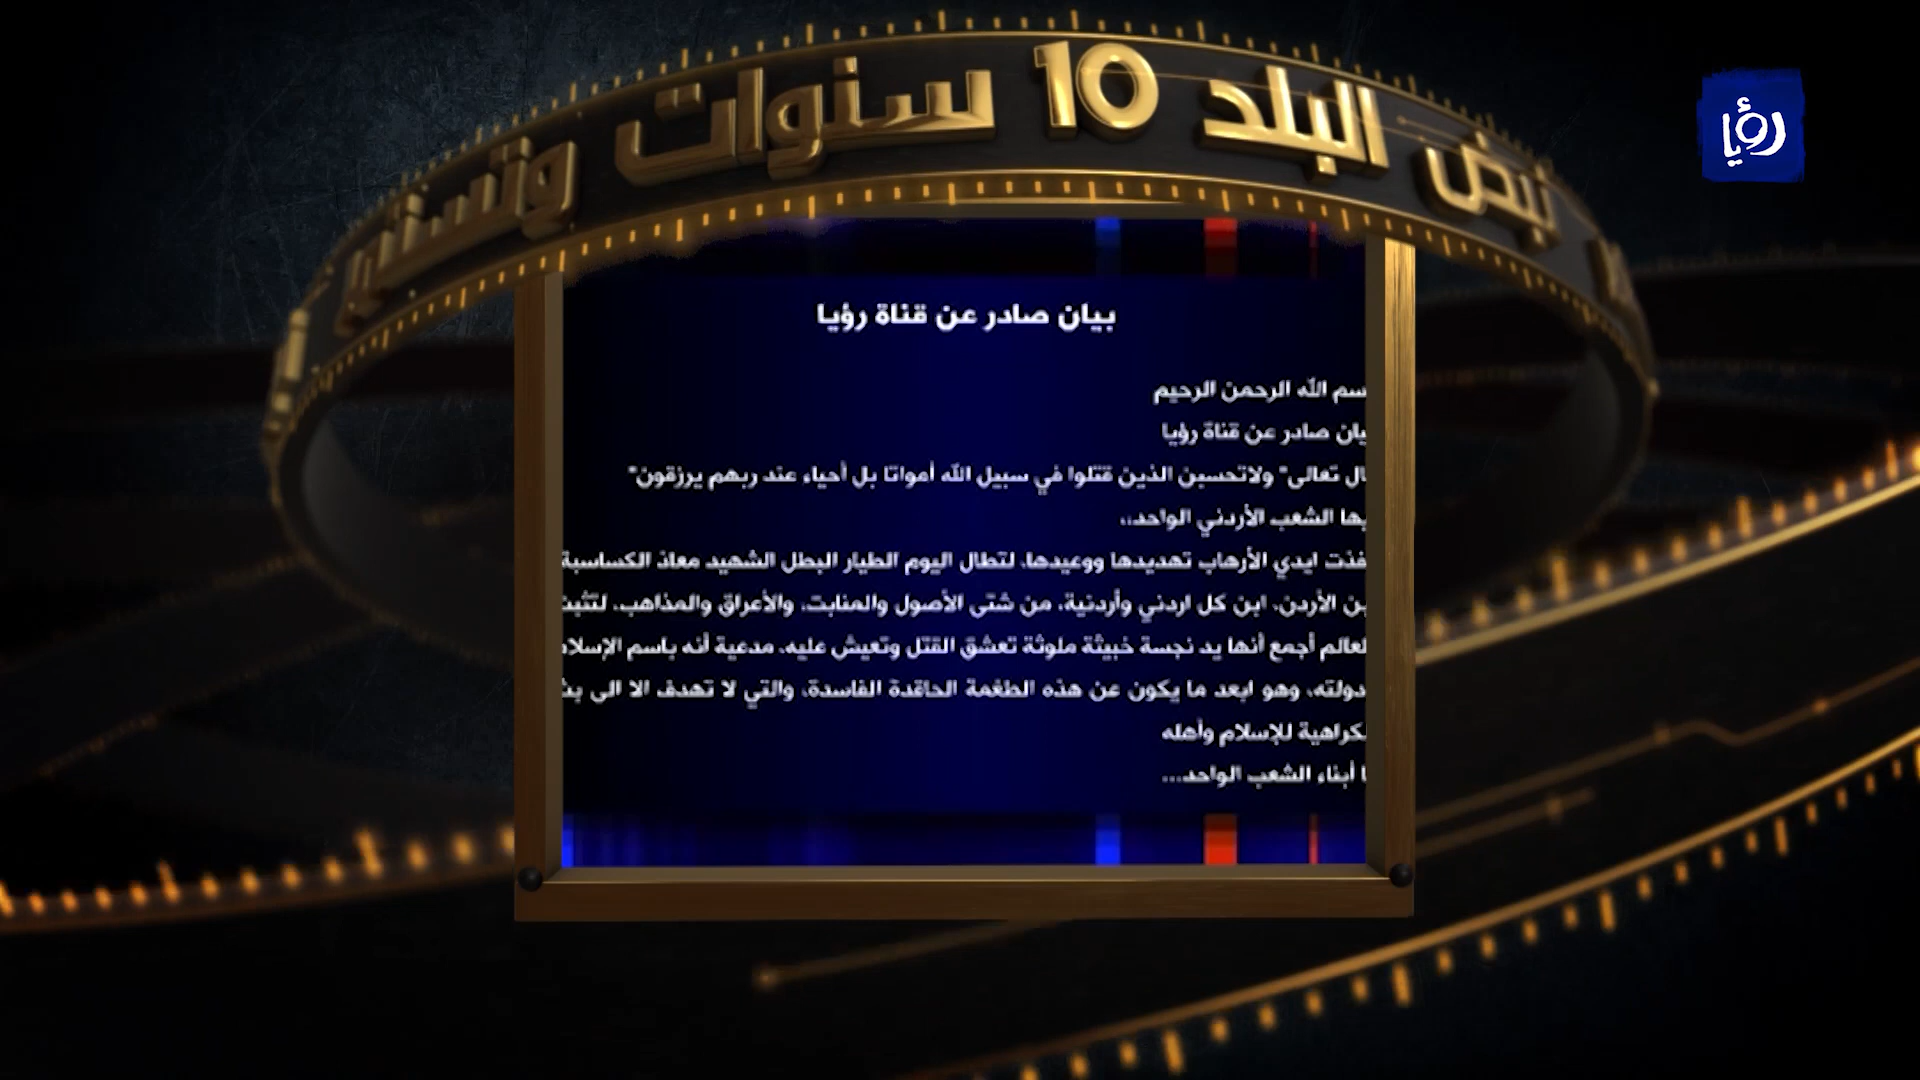 نبض البلد 10 سنوات وتستمر
رؤيا
بيان صادر عن قناة رؤيا
سم الله الرحمن الرحيم
يان صادر عن قناة رؤيا
ال تعالى" ولاتحسبن الذين قتلوا في سبيل الله أمواتا بل أحياء عند ربهم يرزقون"
يها الشعب الأردني الواحد..
فذت ايدي الأرهاب تهديدها ووعيدها، لتطال اليوم الطيار البطل الشهيد معاذ الكساسبة
بن الأردن، ابن كل اردني وأردنية، من شتى الأصول والمنابت، والأعراق والمذاهب، لتثبت
لعالم أجمع أنها يد نجسة خبيثة ملوثة تعشق القتل وتعيش عليه، مدعية أنه باسم الإسلا
دولته، وهو ابعد ما يكون عن هذه الطغمة الحاقدة الفاسدة، والتي لا تهدف الا الى
لكراهية للإسلام وأهله
ا أبناء الشعب الواحد...